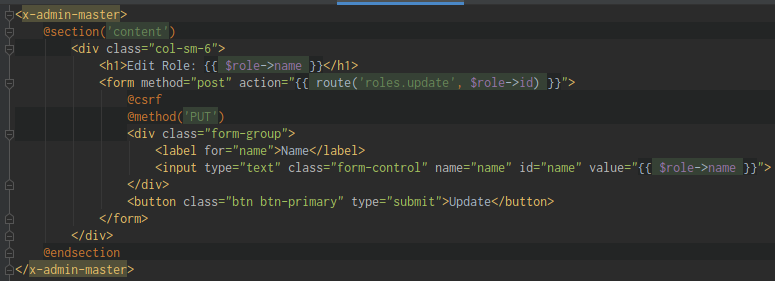 <x-admin-master>
    @section('content')
        <div class="col-sm-6">
            <h1>Edit Role: {{ $role->name }}</h1>
            <form method="post" action="{{ route('roles.update', $role->id) }}">
                @csrf
                @method('PUT')
                <div class="form-group">
                    <label for="name">Name</label>
                    <input type="text" class="form-control" name="name" id="name" value="{{ $role->name }}">
                </div>
                <button class="btn btn-primary" type="submit">Update</button>
            </form>
        </div>
    @endsection
</x-admin-master>